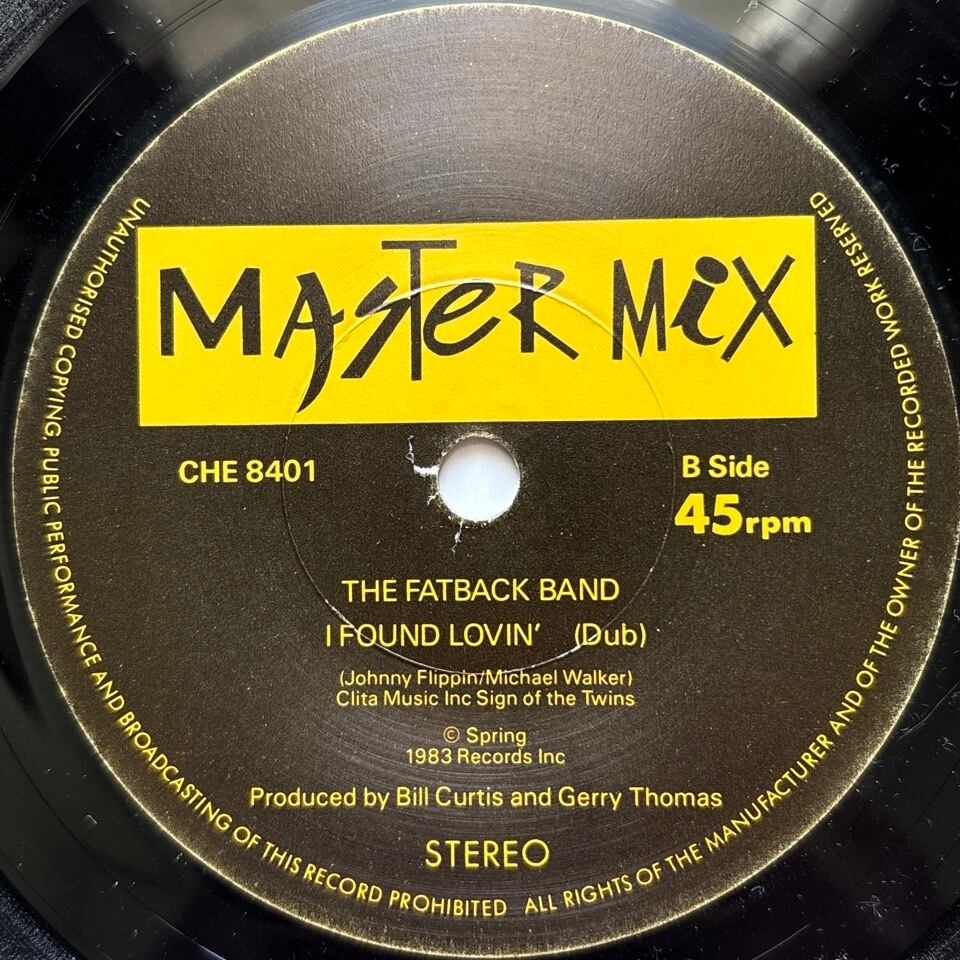 MASTER MIX
CHE 8401
B Side
45rpm
THE FATBACK BAND
I FOUND LOVIN' (Dub)
(Johnny Flippin/Michael Walker)
Clita Music Inc Sign of the Twins
© Spring
1983 Records Inc
Produced by Bill Curtis and Gerry Thomas
STEREO
UNAUTHORISED COPYING, PUBLIC PERFORMANCE AND BROADCASTING OF THIS RECORD PROHIBITED ALL RIGHTS OF THE MANUFACTURER AND OF THE OWNER OF THE RECORDED WORK RESERVED